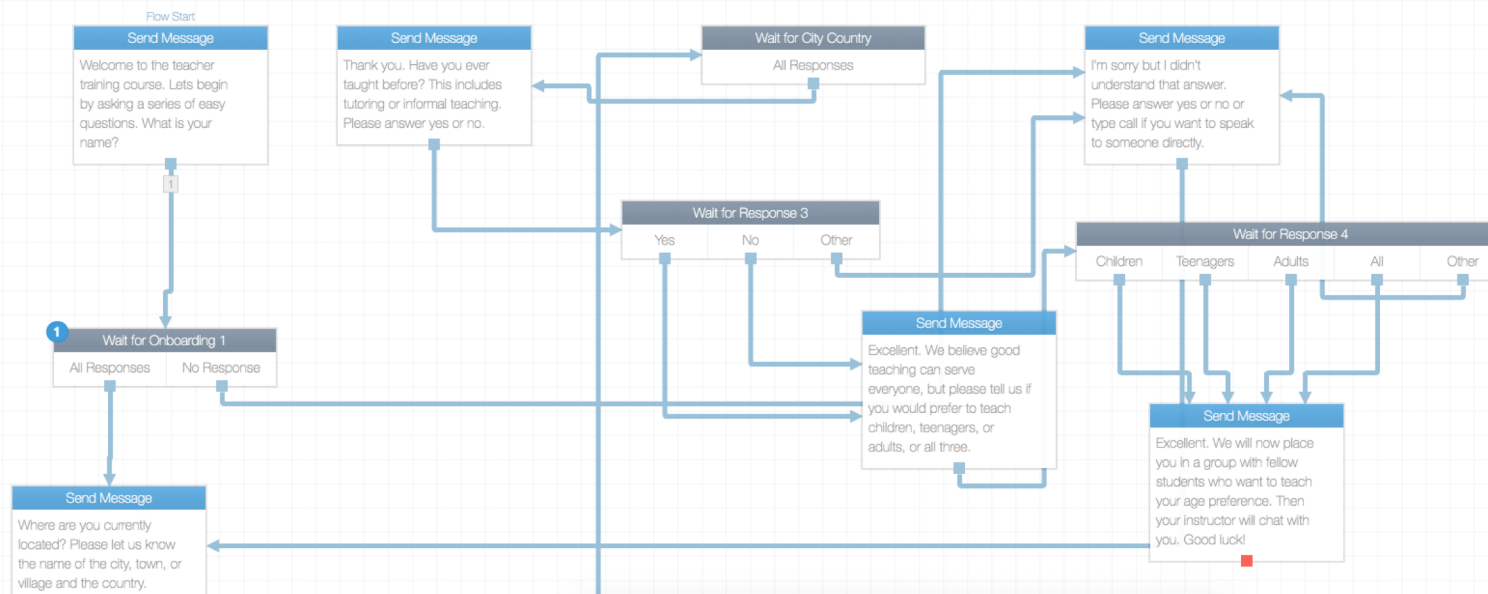 Flow Start
Send Message
Welcome to the teacher
training course. Lets begin
by asking a series of easy
questions. What is your
name?
1
1
Wait for Onboarding 1
All Responses No Response
Send Message
Where are you currently
located? Please let us know
the name of the city, town, or
village and the country.
Send Message
Thank you. Have you ever
taught before? This includes
tutoring or informal teaching.
Please answer yes or no.
Wait for City Country
All Responses
Wait for Response 3
Yes No Other
Send Message
Excellent. We believe good
teaching can serve
everyone, but please tell us if
you would prefer to teach
children, teenagers, or
adults, or all three.
Send Message
I'm sorry but I didn't
understand that answer.
Please answer yes or no or
type call if you want to speak
to someone directly.
Wait for Response 4
Children Teenagers Adults All Other
Send Message
Excellent. We will now place
you in a group with fellow
students who want to teach
your age preference. Then
your instructor will chat with
you. Good luck!